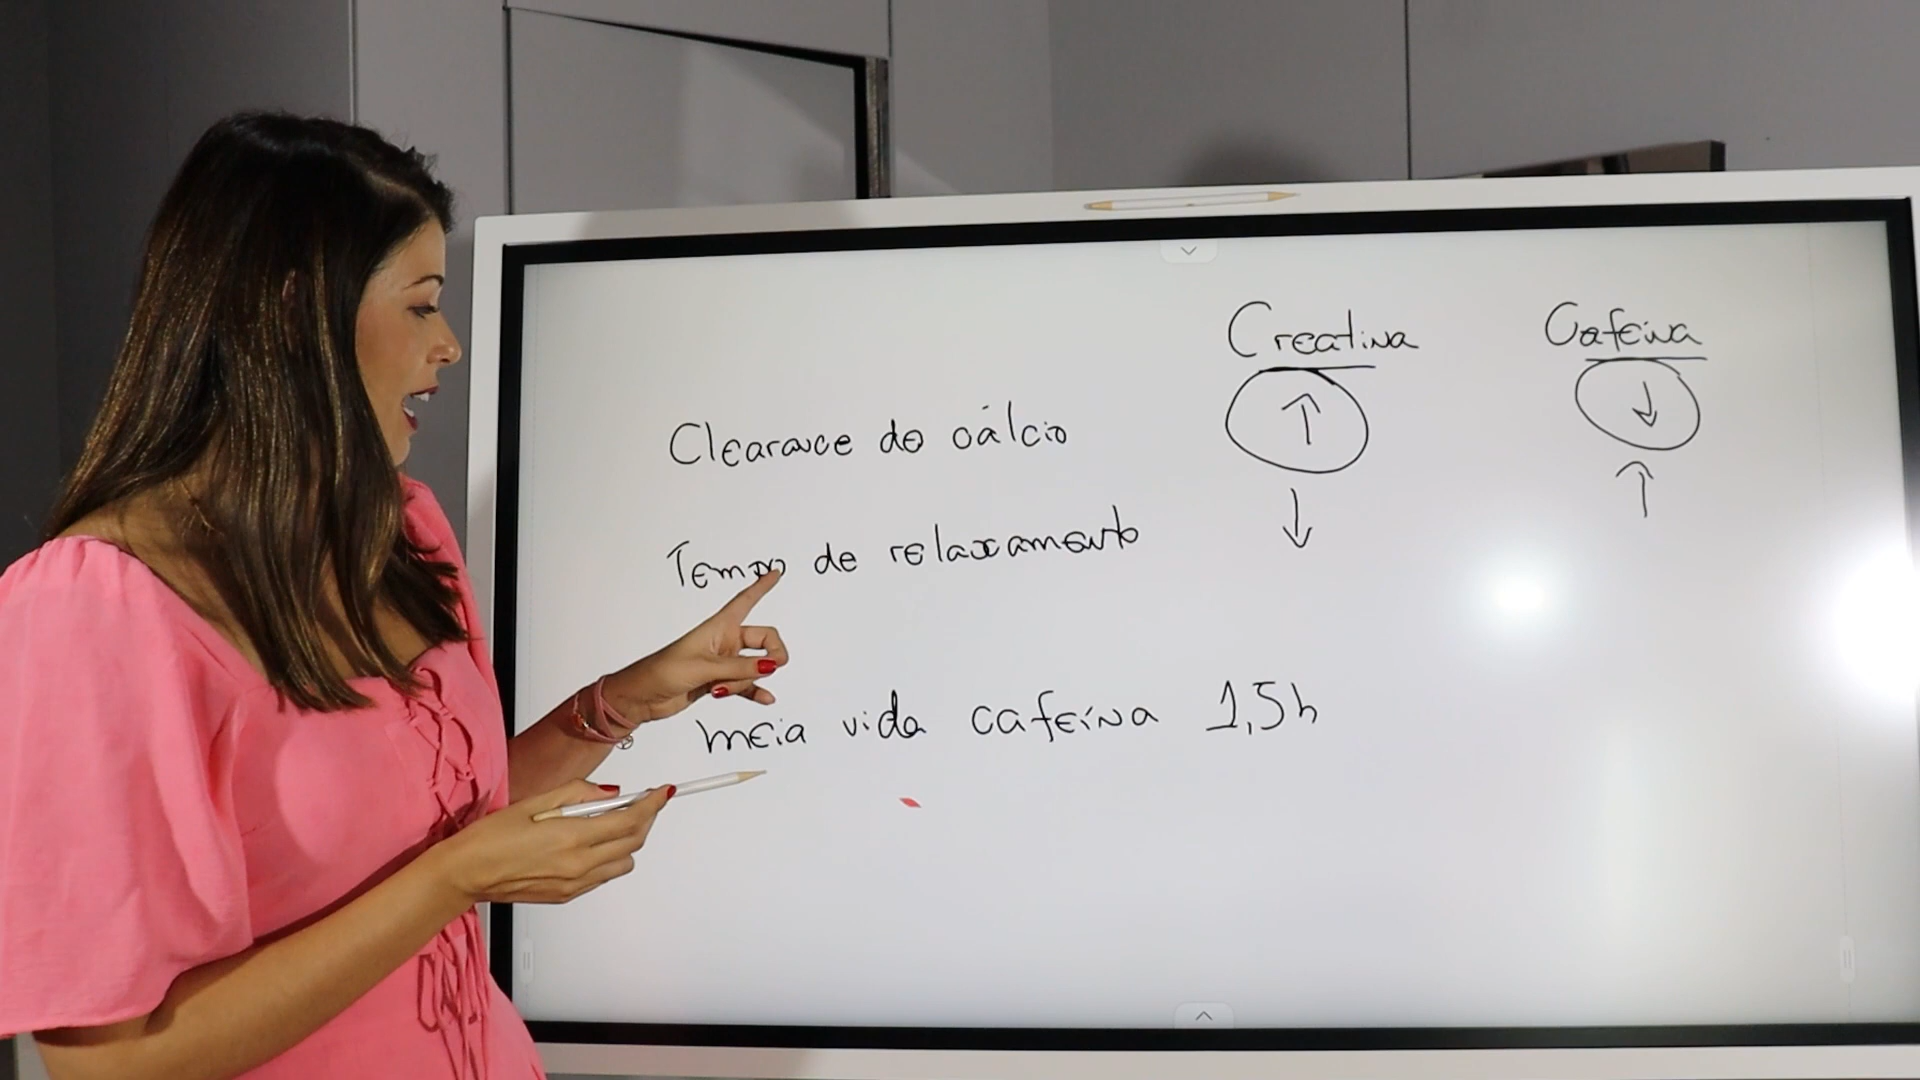 Creatina Cafeína
Clearance do cálcio ↑ ↓
Tempo de relaxamento ↓ ↑
meia vida cafeína 1,5h